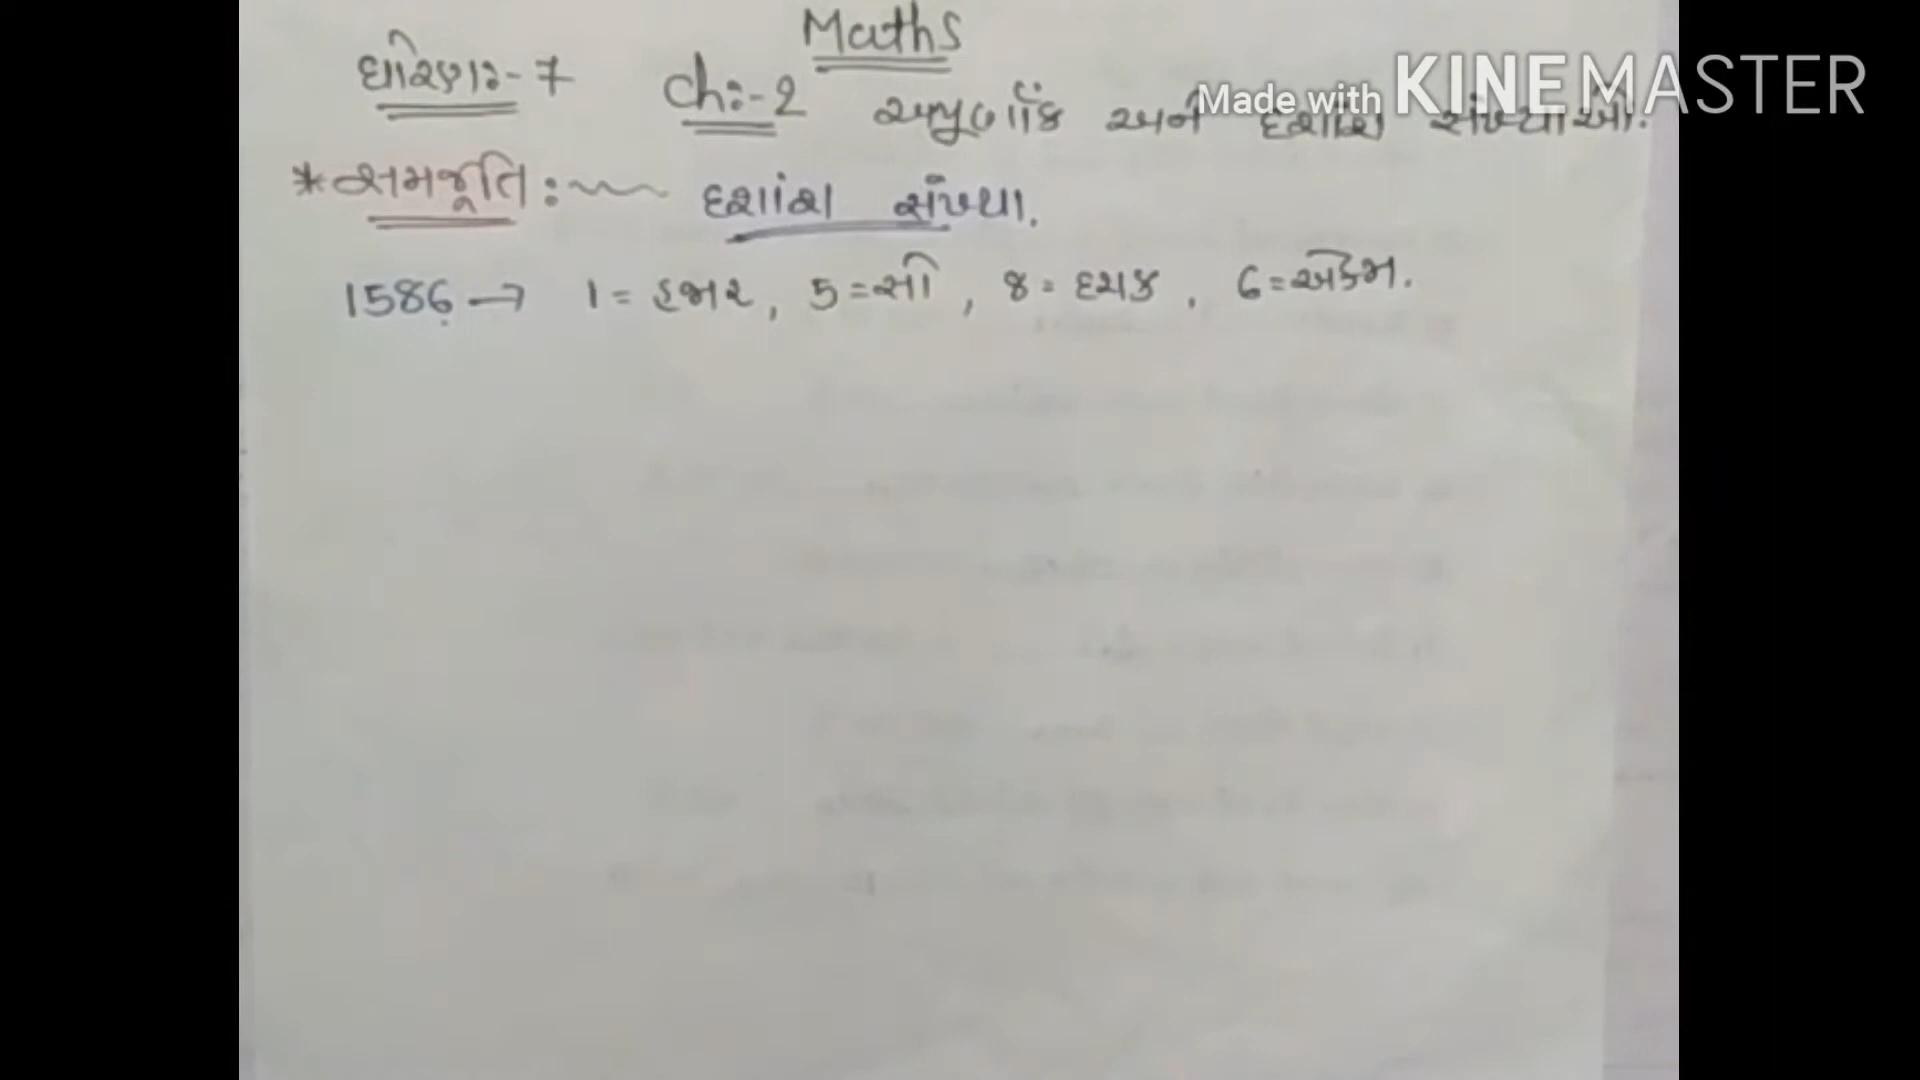 Maths
ધોરણઃ-7 Ch:-2 અપૂર્ણાંક અને દશાંશ સંખ્યાઓ.
Made with KINEMASTER
*સમજૂતિ : દશાંશ સંખ્યા.
1586 → 1 = હજાર, 5 = સો, 8 = દશક, 6 = એકમ.